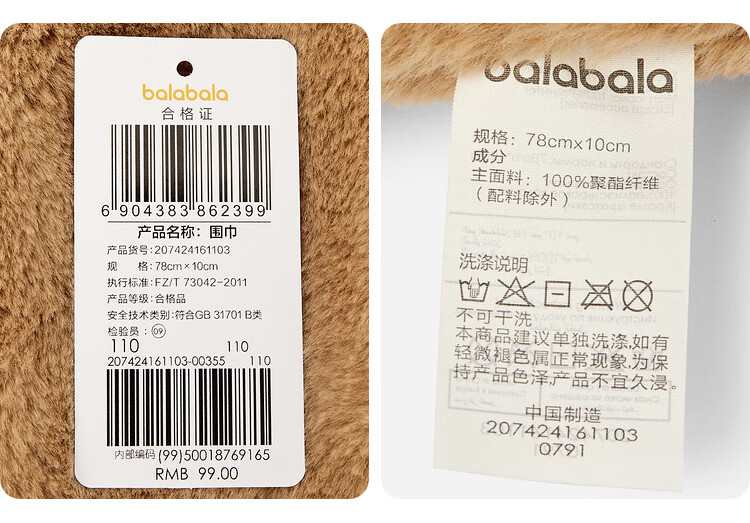 balabala
合格证
6 904383 862399
产品名称: 围巾
产品货号:207424161103
规 格: 78cm×10cm
执行标准: FZ/T 73042-2011
产品等级:合格品
安全技术类别:符合GB 31701 B类
检验员: 09
110 110
207424161103-00355 110
内部编码 (99)50018769165
RMB 99.00
balabala
规格: 78cmx10cm
成分
主面料: 100%聚酯纤维
(配料除外)
洗涤说明
不可干洗
本商品建议单独洗涤,如有
轻微褪色属正常现象,为保
持产品色泽,产品不宜久浸。
中国制造
207424161103
0791